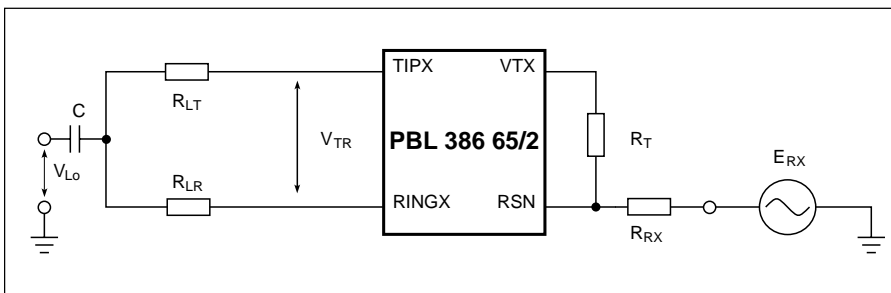 TIPX
VTX
R_LT
C
V_TR
PBL 386 65/2
R_T
E_RX
V_Lo
R_LR
RINGX
RSN
R_RX